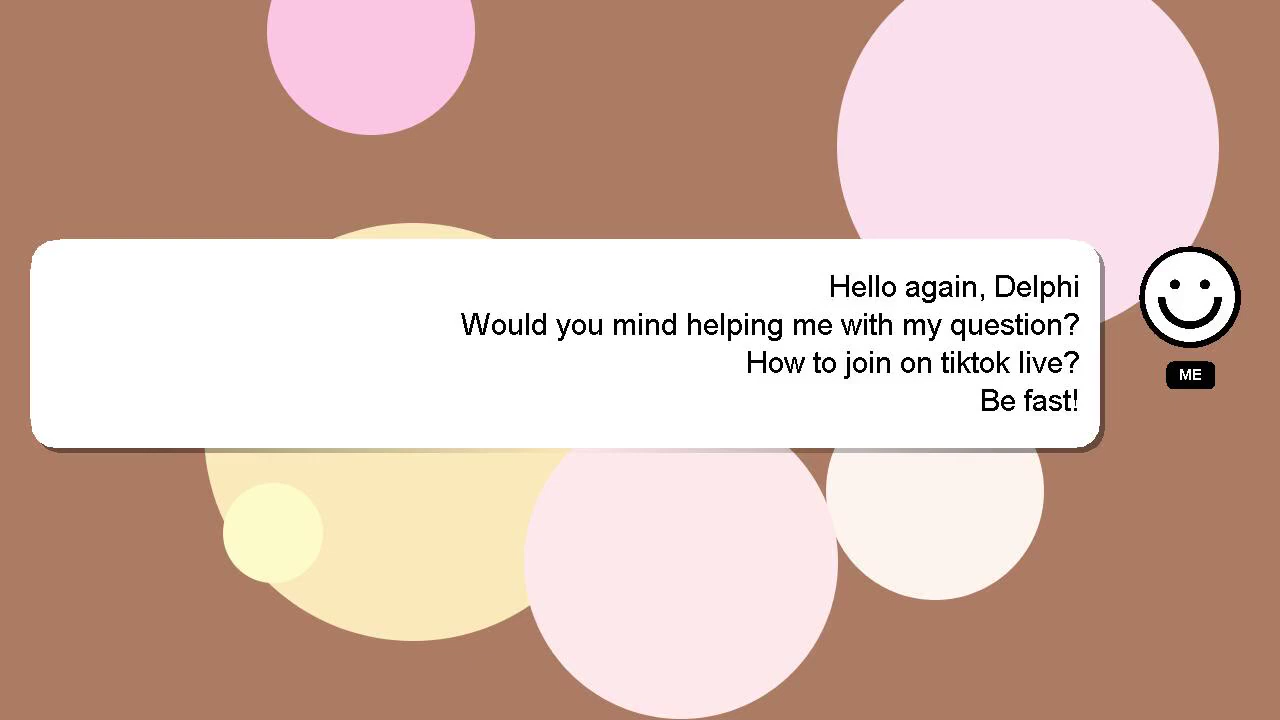 Hello again, Delphi
Would you mind helping me with my question?
How to join on tiktok live?
Be fast!
ME